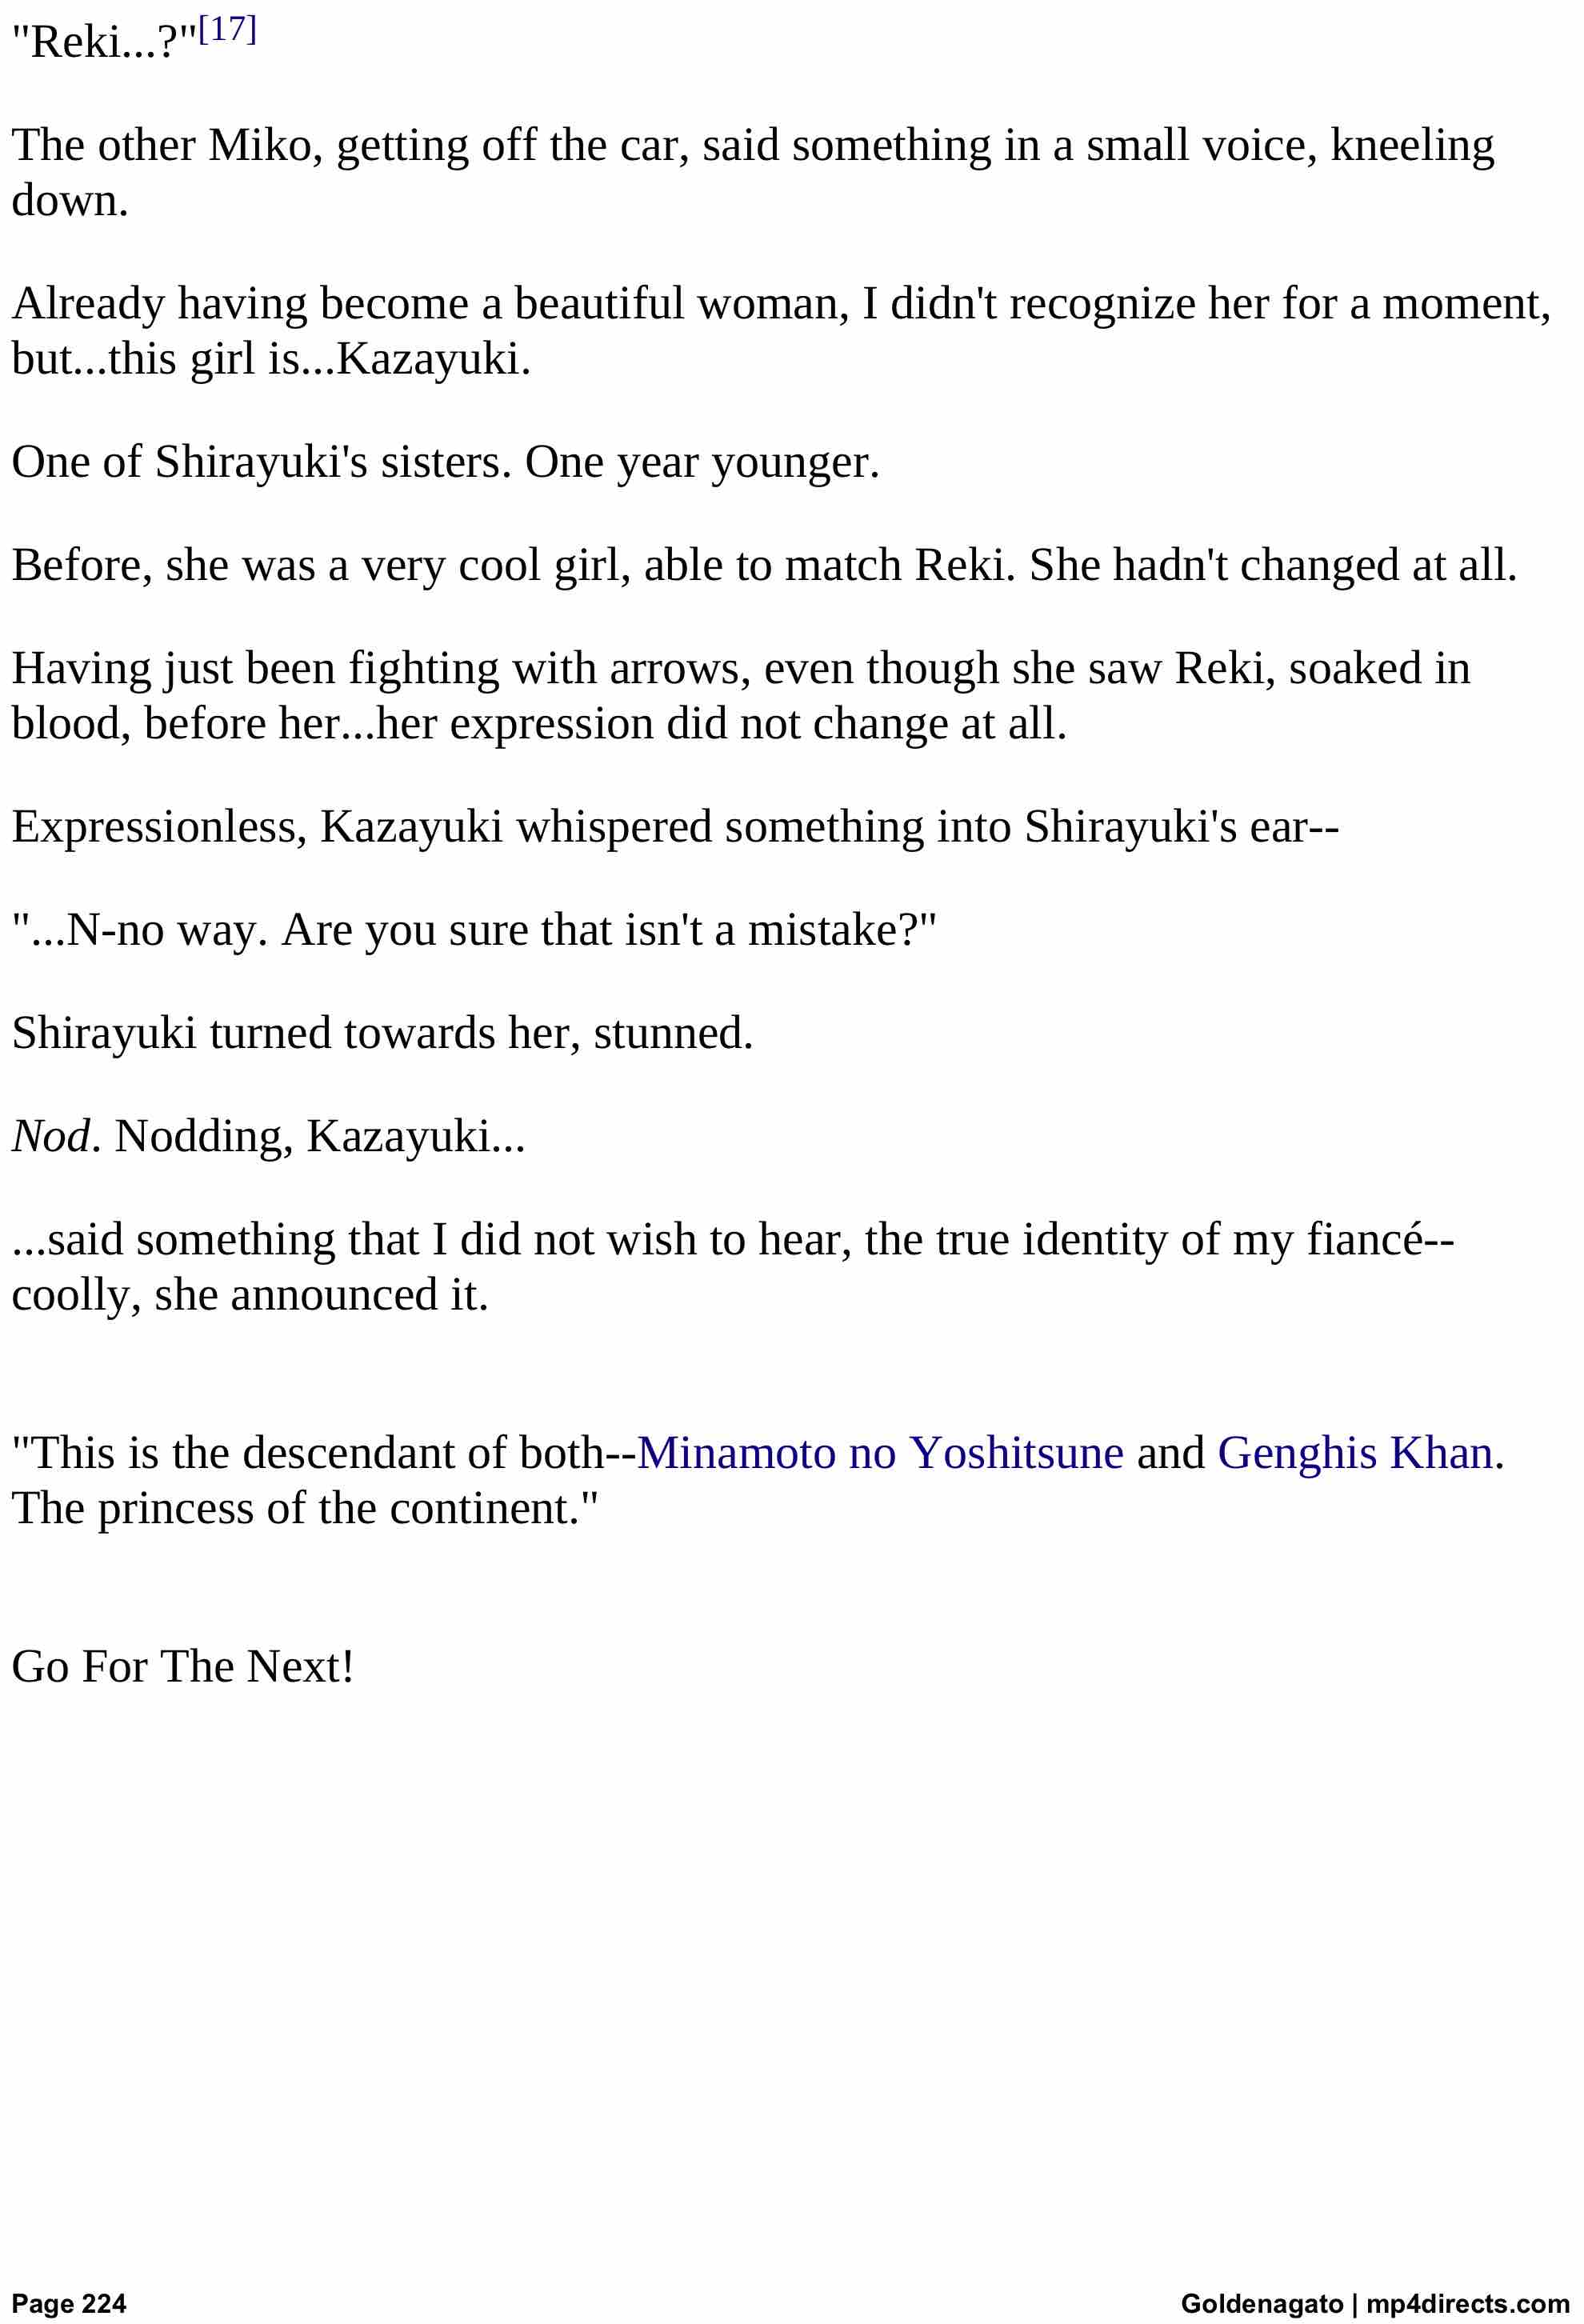 "Reki...?"[17]
The other Miko, getting off the car, said something in a small voice, kneeling
down.
Already having become a beautiful woman, I didn't recognize her for a moment,
but...this girl is...Kazayuki.
One of Shirayuki's sisters. One year younger.
Before, she was a very cool girl, able to match Reki. She hadn't changed at all.
Having just been fighting with arrows, even though she saw Reki, soaked in
blood, before her...her expression did not change at all.
Expressionless, Kazayuki whispered something into Shirayuki's ear--
"...N-no way. Are you sure that isn't a mistake?"
Shirayuki turned towards her, stunned.
Nod. Nodding, Kazayuki...
...said something that I did not wish to hear, the true identity of my fiancé--
coolly, she announced it.
"This is the descendant of both--Minamoto no Yoshitsune and Genghis Khan.
The princess of the continent."
Go For The Next!
Page 224
Goldenagato | mp4directs.com